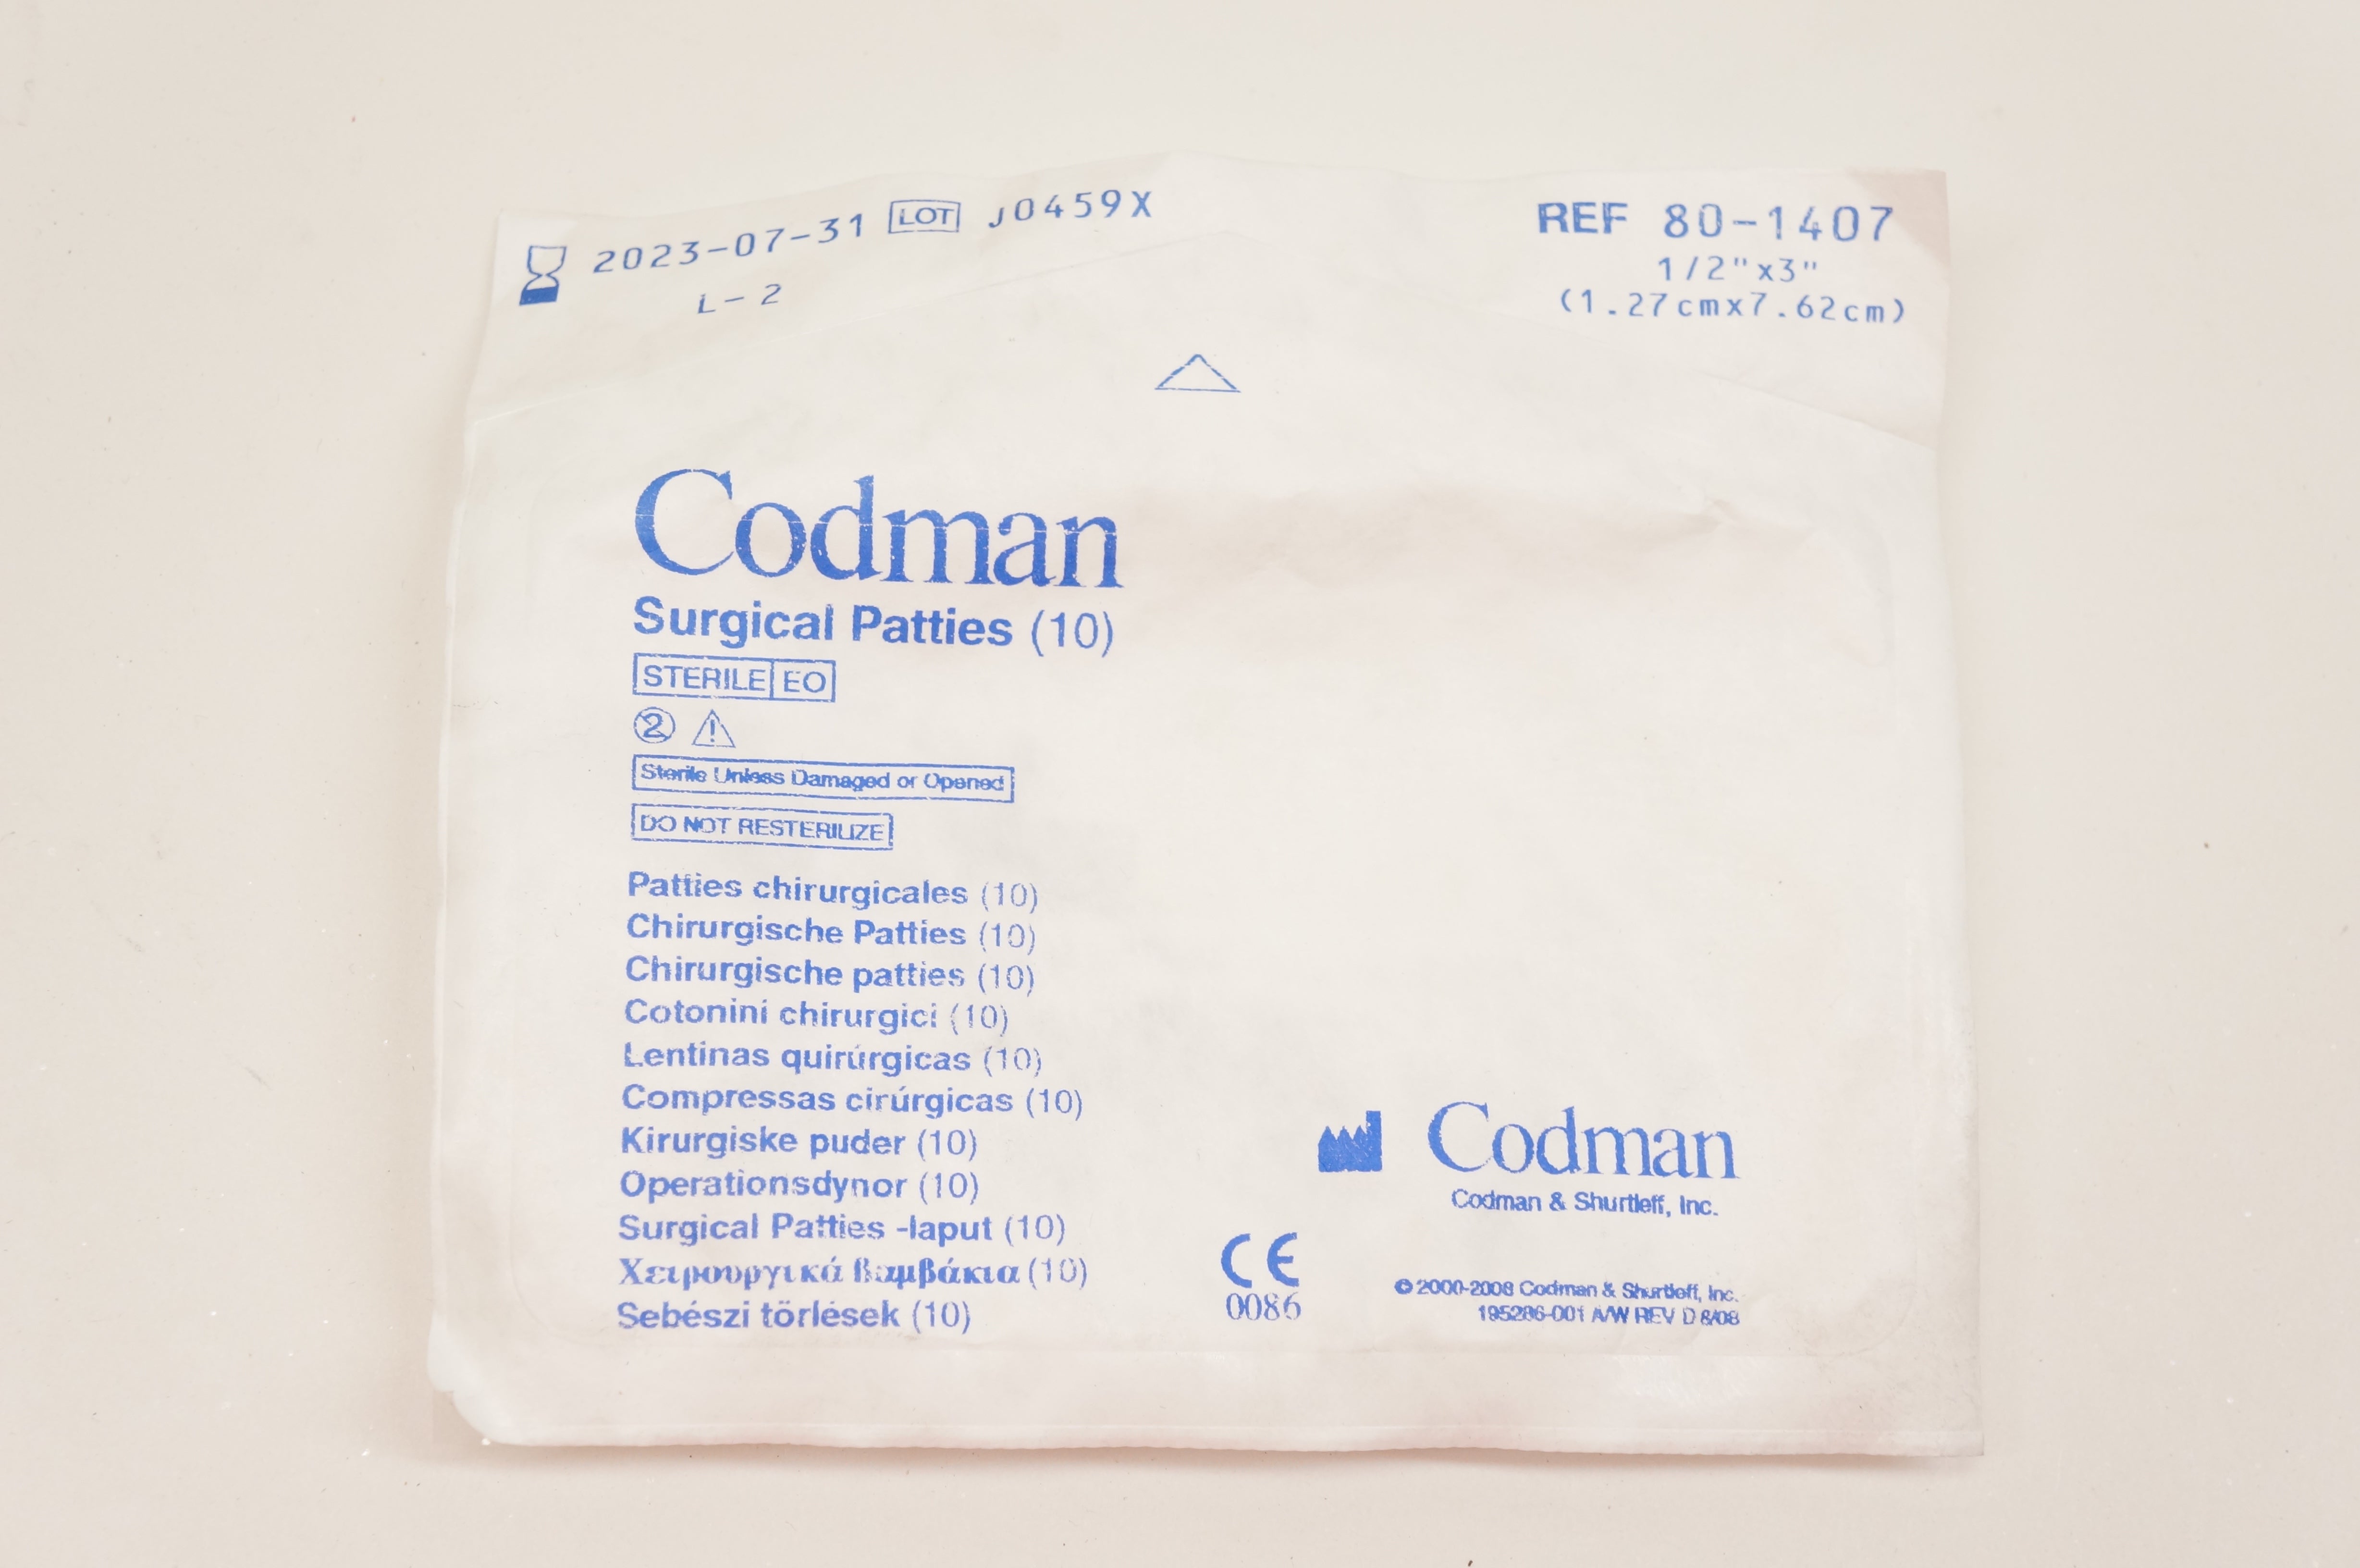 2023-07-31 LOT J0459X
L-2
REF 80-1407
1/2"x3"
(1.27cmx7.62cm)
Codman
Surgical Patties (10)
STERILE EO
2
Sterile Unless Damaged or Opened
DO NOT RESTERILIZE
Patties chirurgicales (10)
Chirurgische Patties (10)
Chirurgische patties (10)
Cotonini chirurgici (10)
Lentinas quirúrgicas (10)
Compressas cirúrgicas (10)
Kirurgiske puder (10)
Operationsdynor (10)
Surgical Patties -laput (10)
Χειρουργικά βαμβάκια (10)
Sebészi törlések (10)
Codman
Codman & Shurtleff, Inc.
CE
0086
© 2000-2008 Codman & Shurtleff, Inc.
195286-001 A/W REV D 8/08